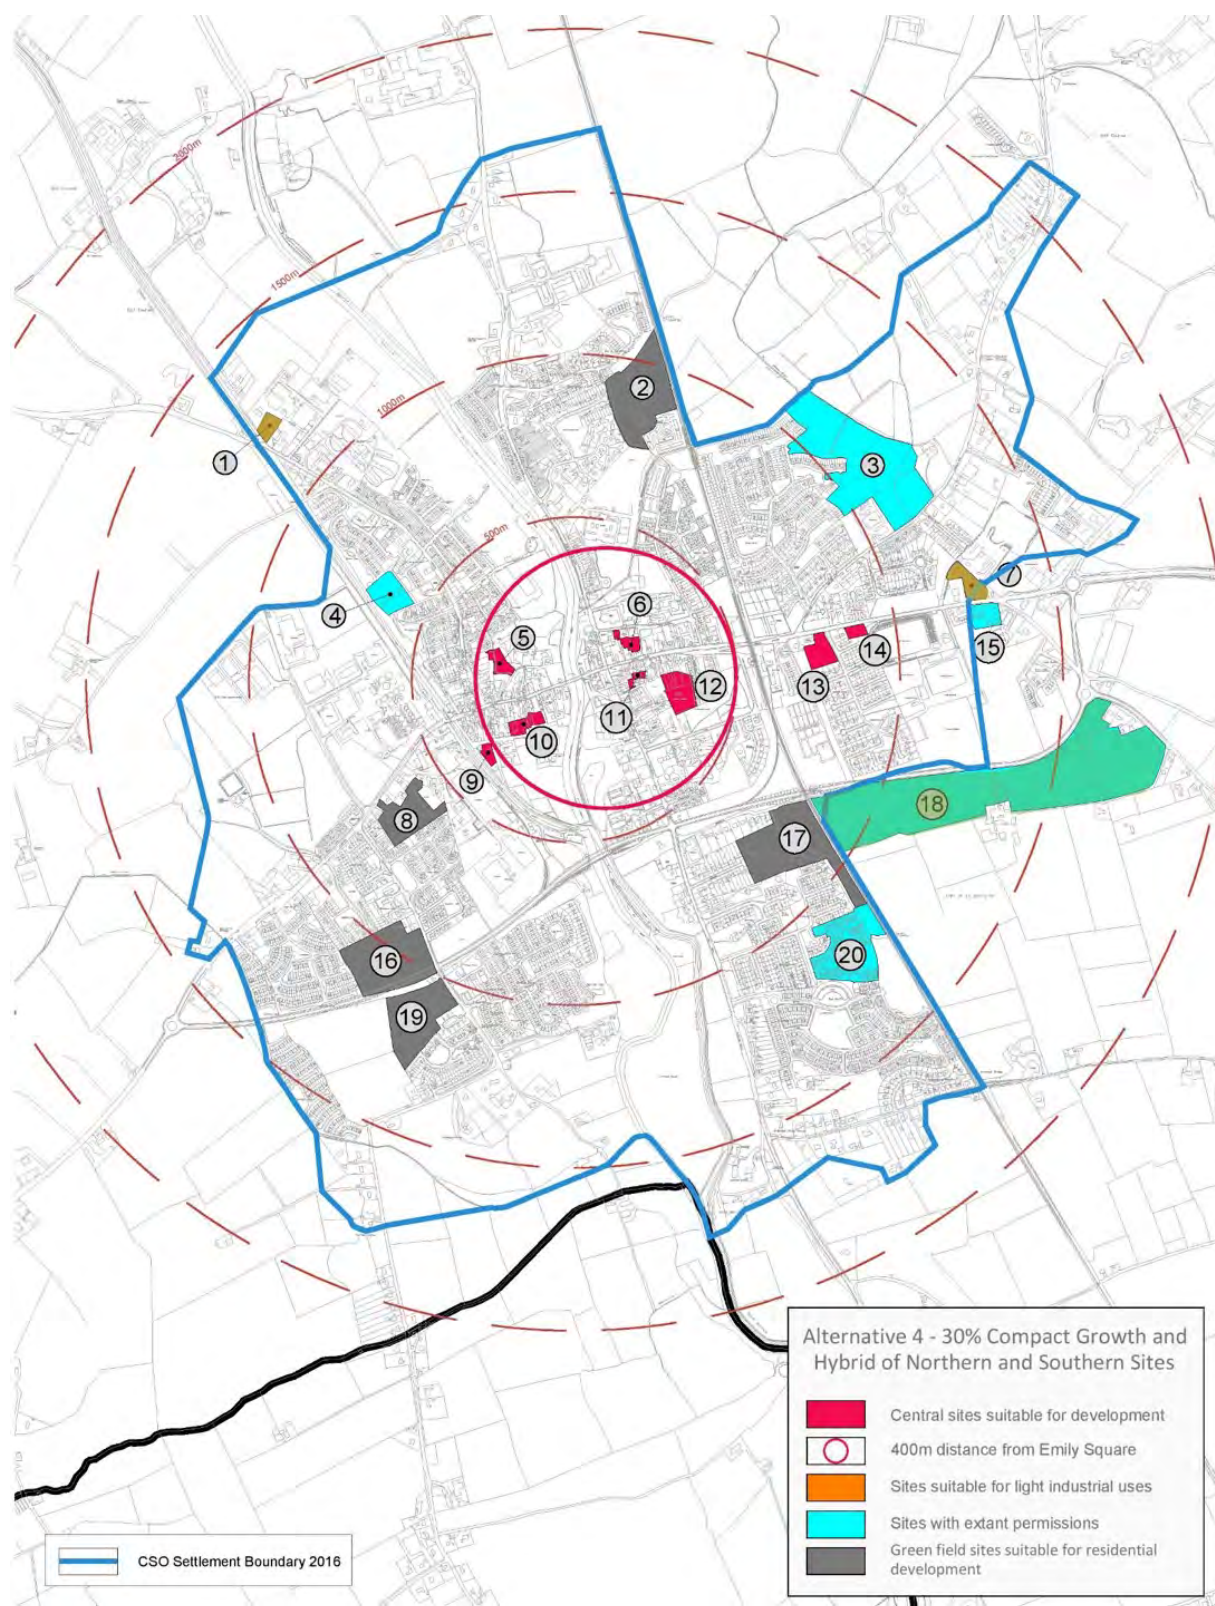 2000m
1500m
1000m
500m
2
3
1
7
4
6
5
14
15
13
12
11
10
9
18
8
17
16
20
19
Alternative 4 - 30% Compact Growth and
Hybrid of Northern and Southern Sites
Central sites suitable for development
400m distance from Emily Square
Sites suitable for light industrial uses
Sites with extant permissions
Green field sites suitable for residential
development
CSO Settlement Boundary 2016